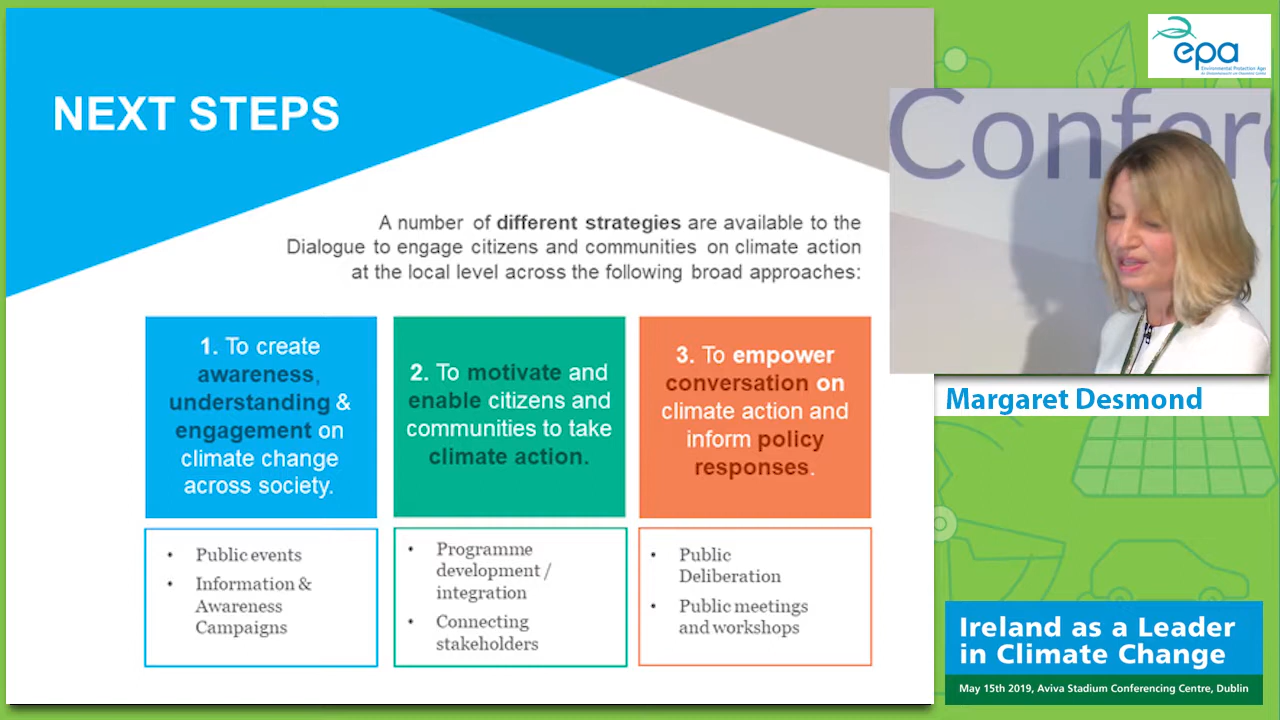 NEXT STEPS
A number of different strategies are available to the
Dialogue to engage citizens and communities on climate action
at the local level across the following broad approaches:
1. To create
awareness,
understanding &
engagement on
climate change
across society.
2. To motivate and
enable citizens and
communities to take
climate action.
3. To empower
conversation on
climate action and
inform policy
responses.
• Public events
• Information &
Awareness
Campaigns
• Programme
development /
integration
• Connecting
stakeholders
• Public
Deliberation
• Public meetings
and workshops
epa
Confer
Margaret Desmond
Ireland as a Leader
in Climate Change
May 15th 2019, Aviva Stadium Conferencing Centre, Dublin